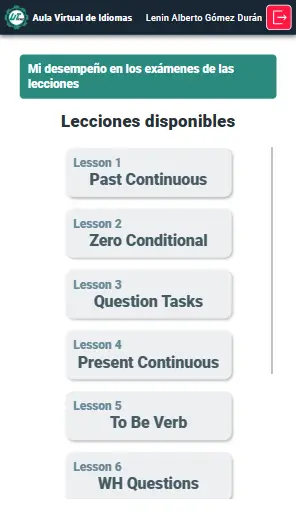 Aula Virtual de Idiomas
Lenin Alberto Gómez Durán
Mi desempeño en los exámenes de las
lecciones
Lecciones disponibles
Lesson 1
Past Continuous
Lesson 2
Zero Conditional
Lesson 3
Question Tasks
Lesson 4
Present Continuous
Lesson 5
To Be Verb
Lesson 6
WH Questions